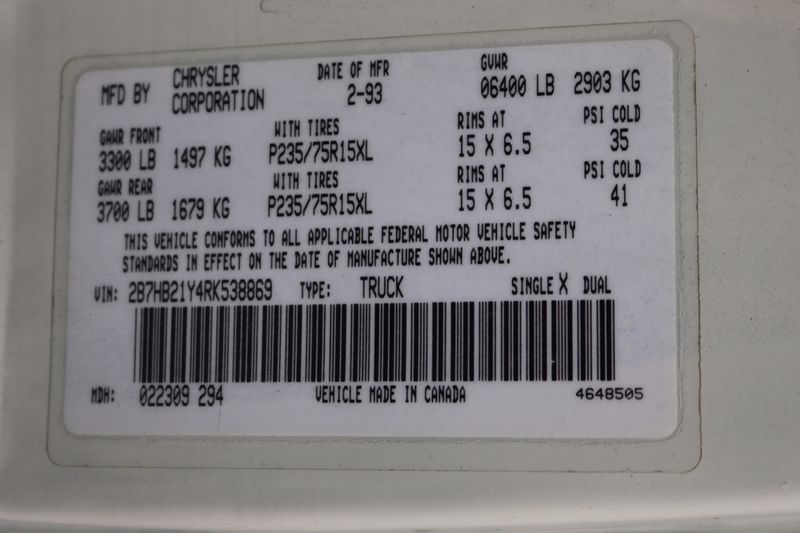 MFD BY CHRYSLER CORPORATION DATE OF MFR 2-93 GVWR 06400 LB 2903 KG
GAWR FRONT WITH TIRES RIMS AT PSI COLD
3300 LB 1497 KG P235/75R15XL 15 X 6.5 35
GAWR REAR WITH TIRES RIMS AT PSI COLD
3700 LB 1679 KG P235/75R15XL 15 X 6.5 41
THIS VEHICLE CONFORMS TO ALL APPLICABLE FEDERAL MOTOR VEHICLE SAFETY
STANDARDS IN EFFECT ON THE DATE OF MANUFACTURE SHOWN ABOVE.
VIN: 2B7HB21Y4RK538869 TYPE: TRUCK SINGLE X DUAL
MDH: 022309 294 VEHICLE MADE IN CANADA 4648505